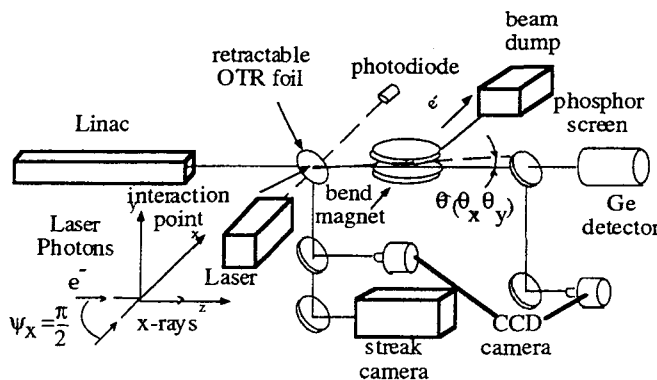 beam
dump
retractable
OTR foil
photodiode
e⁻
phosphor
screen
Linac
interaction
point
bend
magnet
θ(θx θy)
Ge
detector
y
Laser
Photons
x
Laser
e⁻
z
x-rays
ψx = π/2
streak
camera
CCD
camera